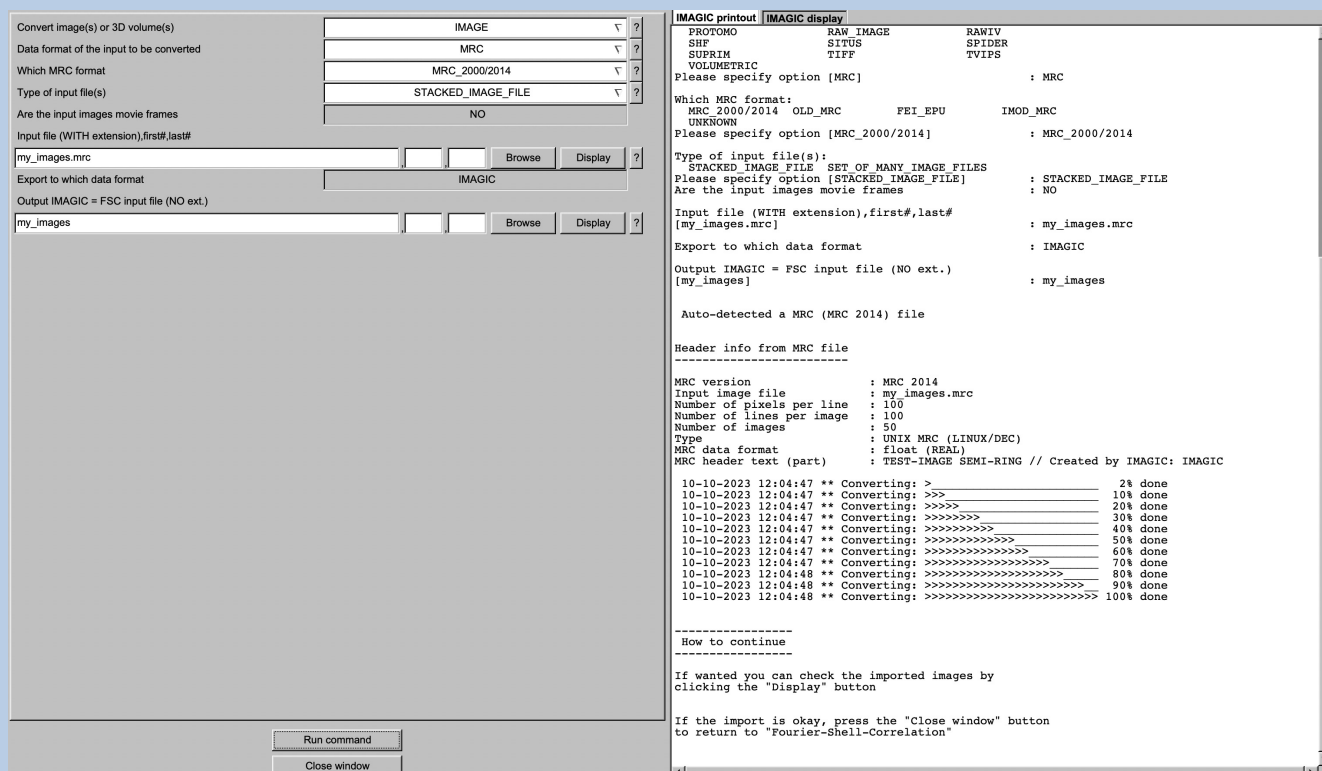 Convert image(s) or 3D volume(s) IMAGE ?
Data format of the input to be converted MRC ?
Which MRC format MRC_2000/2014 ?
Type of input file(s) STACKED_IMAGE_FILE ?
Are the input images movie frames NO
Input file (WITH extension),first#,last#
my_images.mrc , , Browse Display ?
Export to which data format IMAGIC
Output IMAGIC = FSC input file (NO ext.)
my_images , , Browse Display ?
Run command
Close window
IMAGIC printout IMAGIC display
PROTOMO RAW_IMAGE RAWIV
SHF SITUS SPIDER
SUPRIM TIFF TVIPS
VOLUMETRIC
Please specify option [MRC] : MRC
Which MRC format:
MRC_2000/2014 OLD_MRC FEI_EPU IMOD_MRC
UNKNOWN
Please specify option [MRC_2000/2014] : MRC_2000/2014
Type of input file(s):
STACKED_IMAGE_FILE SET_OF_MANY_IMAGE_FILES
Please specify option [STACKED_IMAGE_FILE] : STACKED_IMAGE_FILE
Are the input images movie frames : NO
Input file (WITH extension),first#,last#
[my_images.mrc] : my_images.mrc
Export to which data format : IMAGIC
Output IMAGIC = FSC input file (NO ext.)
[my_images] : my_images
Auto-detected a MRC (MRC 2014) file
Header info from MRC file
-------------------------
MRC version : MRC 2014
Input image file : my_images.mrc
Number of pixels per line : 100
Number of lines per image : 100
Number of images : 50
Type : UNIX MRC (LINUX/DEC)
MRC data format : float (REAL)
MRC header text (part) : TEST-IMAGE SEMI-RING // Created by IMAGIC: IMAGIC
10-10-2023 12:04:47 ** Converting: >________________________ 2% done
10-10-2023 12:04:47 ** Converting: >>>______________________ 10% done
10-10-2023 12:04:47 ** Converting: >>>>>____________________ 20% done
10-10-2023 12:04:47 ** Converting: >>>>>>>>_________________ 30% done
10-10-2023 12:04:47 ** Converting: >>>>>>>>>>_______________ 40% done
10-10-2023 12:04:47 ** Converting: >>>>>>>>>>>>>____________ 50% done
10-10-2023 12:04:47 ** Converting: >>>>>>>>>>>>>>>__________ 60% done
10-10-2023 12:04:47 ** Converting: >>>>>>>>>>>>>>>>>>_______ 70% done
10-10-2023 12:04:48 ** Converting: >>>>>>>>>>>>>>>>>>>>_____ 80% done
10-10-2023 12:04:48 ** Converting: >>>>>>>>>>>>>>>>>>>>>>>__ 90% done
10-10-2023 12:04:48 ** Converting: >>>>>>>>>>>>>>>>>>>>>>>>> 100% done
-----------------
How to continue
-----------------
If wanted you can check the imported images by
clicking the "Display" button
If the import is okay, press the "Close window" button
to return to "Fourier-Shell-Correlation"